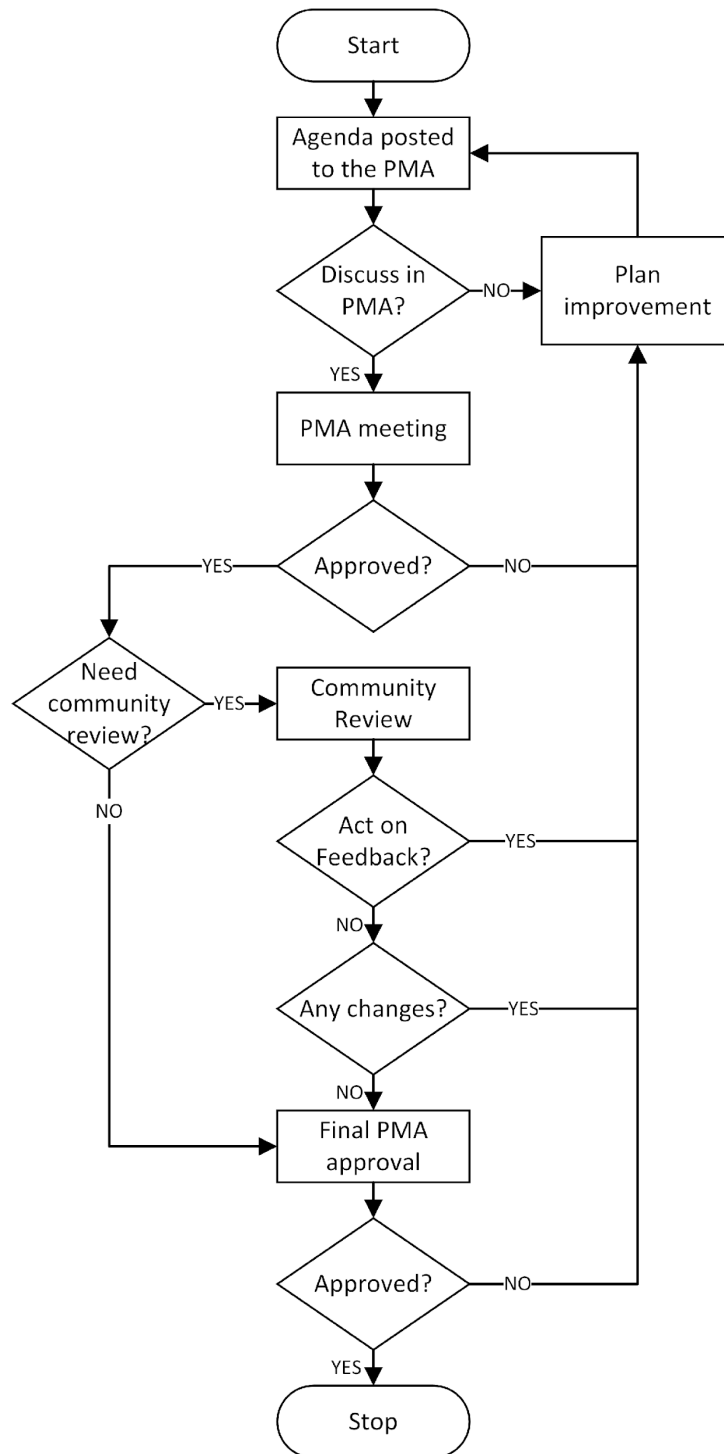 Start
Agenda posted
to the PMA
Discuss in
PMA?
NO
Plan
improvement
YES
PMA meeting
YES
Approved?
NO
Need
community
review?
YES
Community
Review
NO
Act on
Feedback?
YES
NO
Any changes?
YES
NO
Final PMA
approval
Approved?
NO
YES
Stop